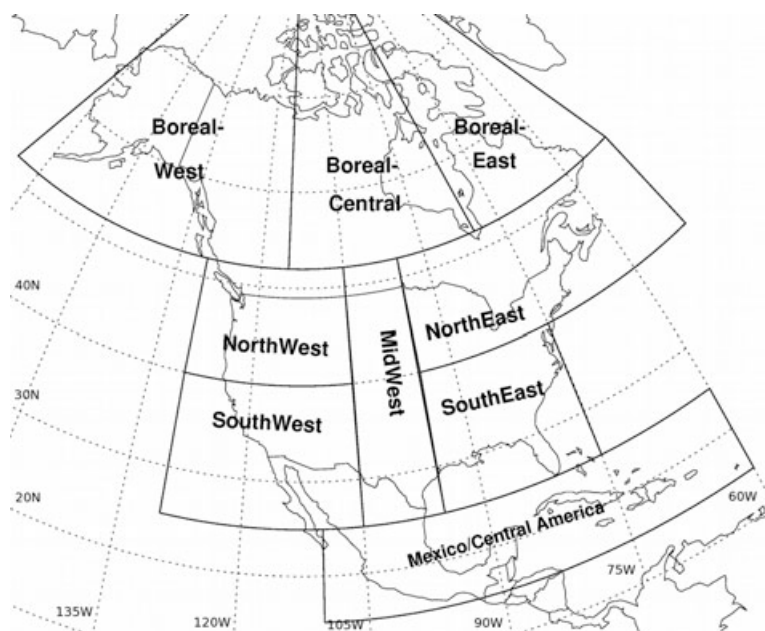 Boreal-
West
Boreal-
Central
Boreal-
East
40N
NorthWest
MidWest
NorthEast
30N
SouthWest
SouthEast
20N
Mexico/Central America
60W
75W
135W
120W
105W
90W